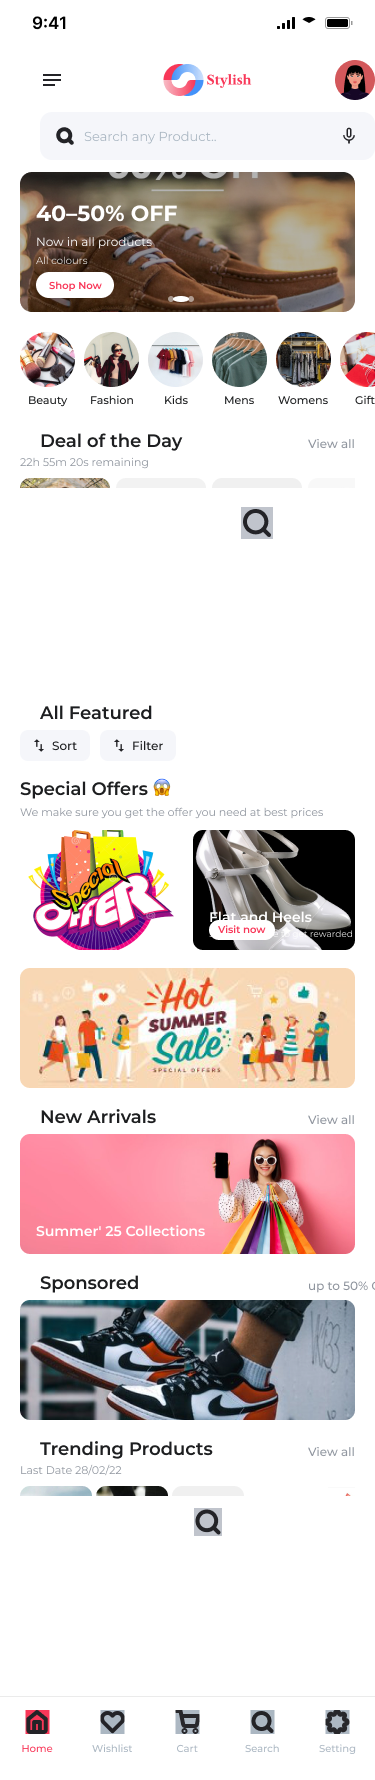 9:41
Stylish
Search any Product..
40–50% OFF
Now in all products
All colours
Shop Now
Beauty
Fashion
Kids
Mens
Womens
Gift
Deal of the Day
View all
22h 55m 20s remaining
All Featured
Sort
Filter
Special Offers 😱
We make sure you get the offer you need at best prices
Special
OFFER
Flat and Heels
Visit now
rewarded
Hot
SUMMER
Sale
SPECIAL OFFERS
New Arrivals
View all
Summer' 25 Collections
Sponsored
up to 50%
Trending Products
View all
Last Date 28/02/22
Home
Wishlist
Cart
Search
Setting